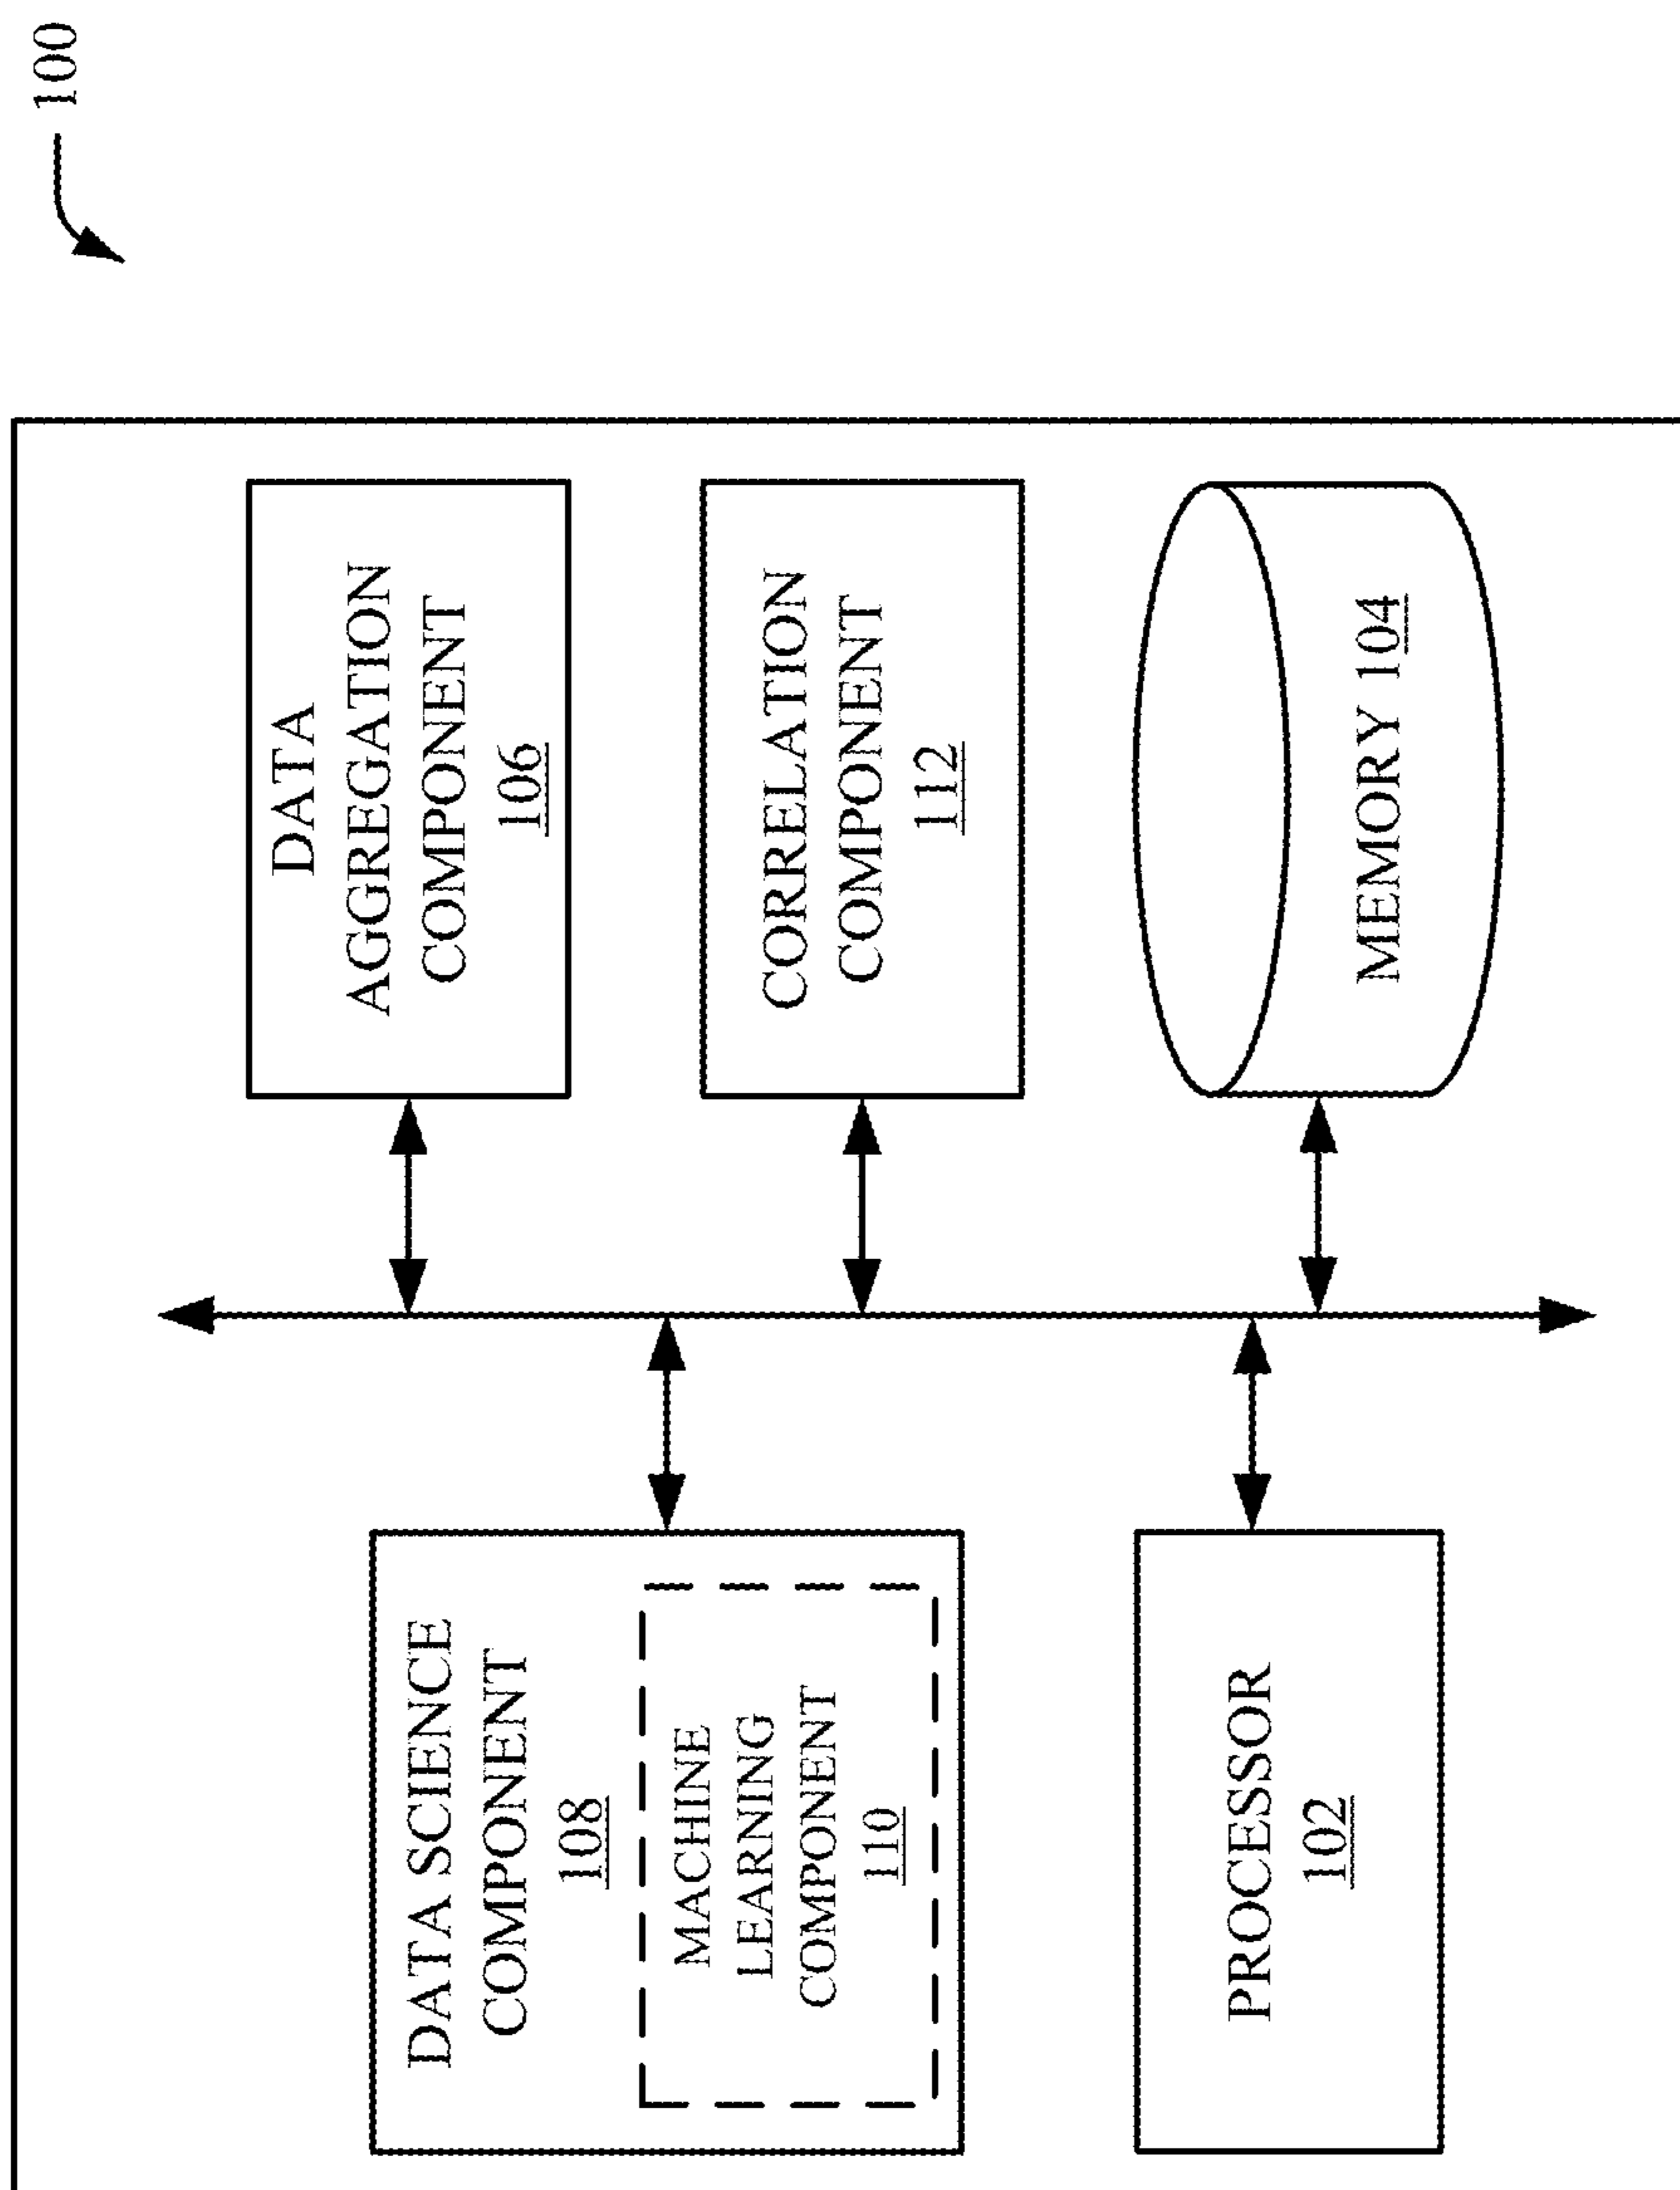 100
DATA SCIENCE
COMPONENT
108
MACHINE
LEARNING
COMPONENT
110
DATA
AGGREGATION
COMPONENT
106
CORRELATION
COMPONENT
112
PROCESSOR
102
MEMORY 104